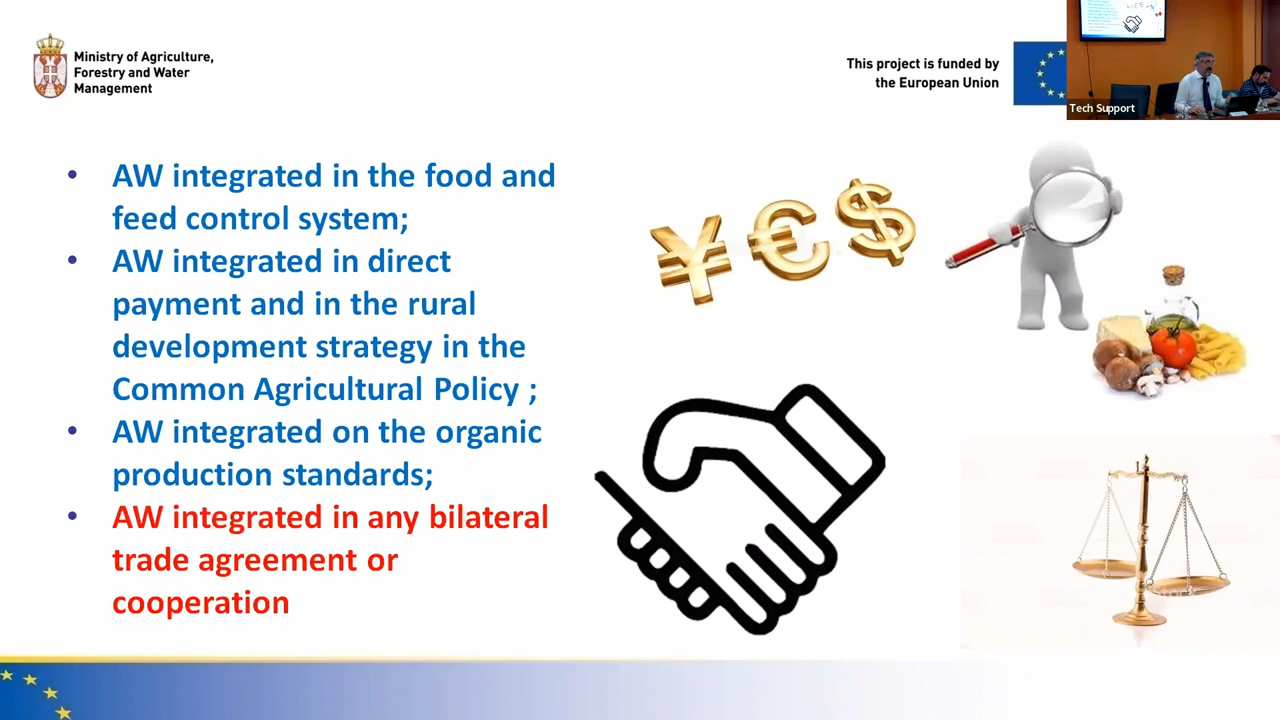 Ministry of Agriculture,
Forestry and Water
Management
This project is funded by
the European Union
Tech Support
• AW integrated in the food and
feed control system;
• AW integrated in direct
payment and in the rural
development strategy in the
Common Agricultural Policy ;
• AW integrated on the organic
production standards;
• AW integrated in any bilateral
trade agreement or
cooperation
¥€$